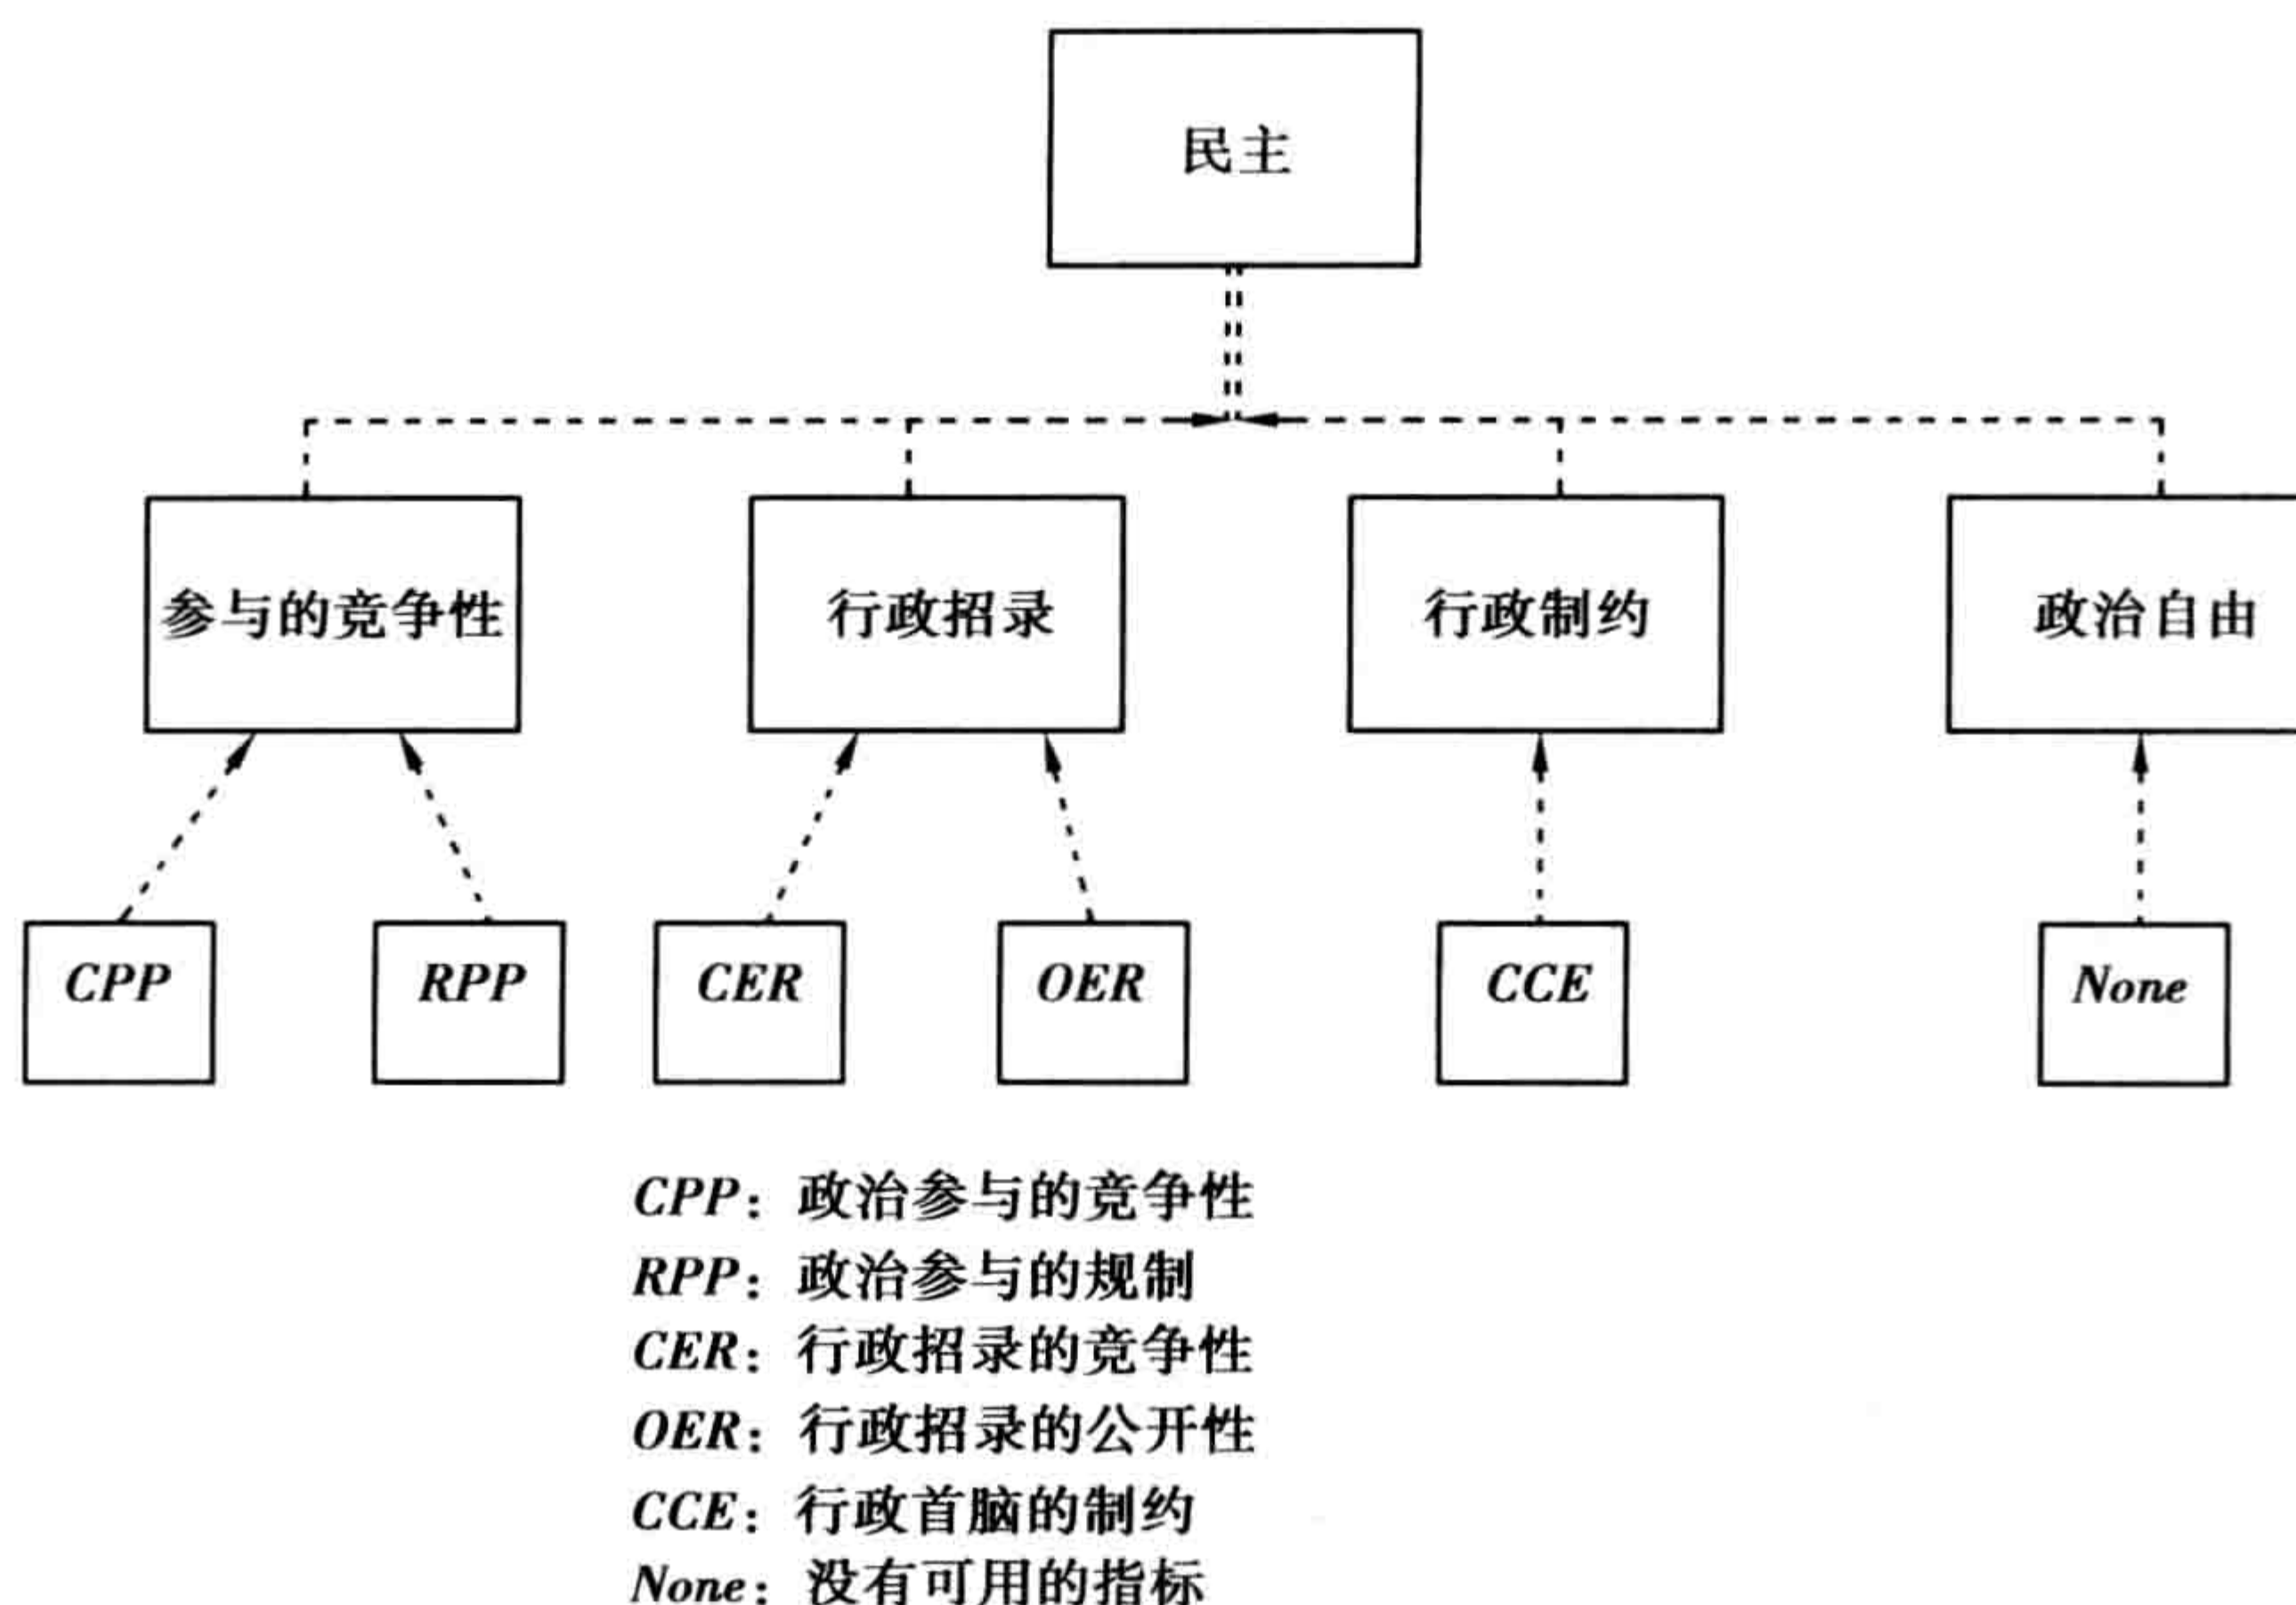 民主
参与的竞争性
行政招录
行政制约
政治自由
CPP
RPP
CER
OER
CCE
None
CPP：政治参与的竞争性
RPP：政治参与的规制
CER：行政招录的竞争性
OER：行政招录的公开性
CCE：行政首脑的制约
None：没有可用的指标